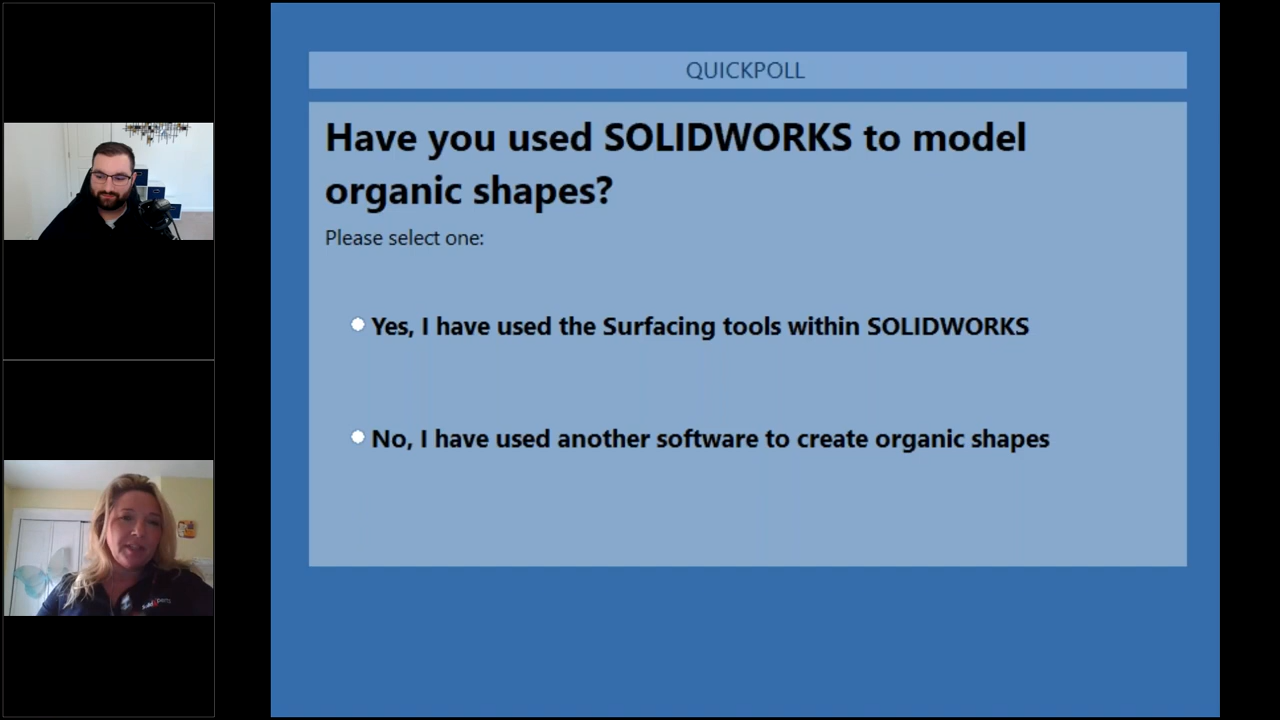 QUICKPOLL
Have you used SOLIDWORKS to model
organic shapes?
Please select one:
Yes, I have used the Surfacing tools within SOLIDWORKS
No, I have used another software to create organic shapes